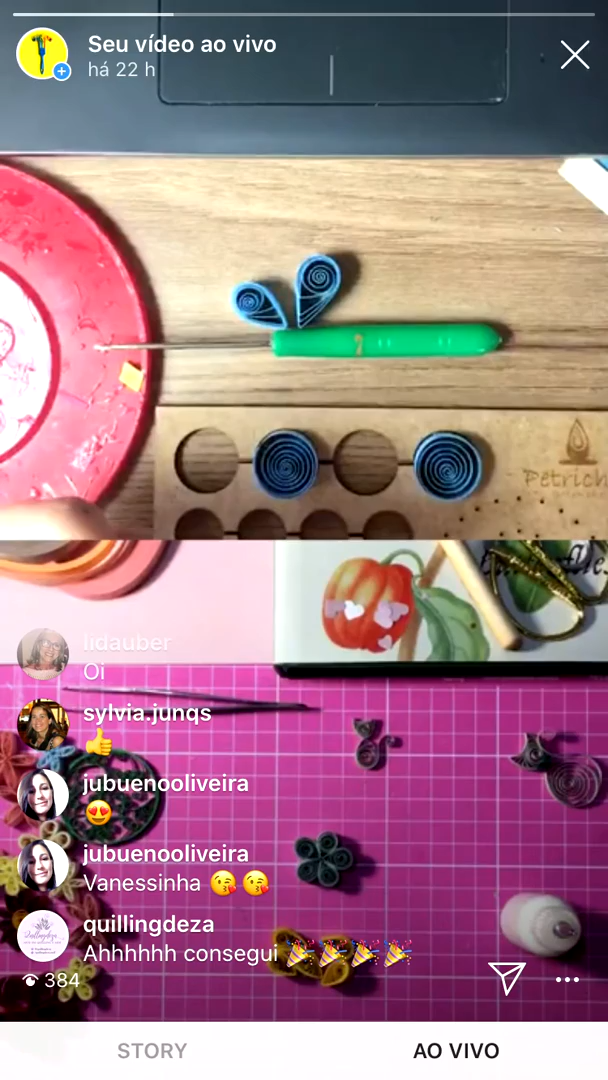 Seu vídeo ao vivo
há 22 h
Petrich
lidauber
Oi
sylvia.junqs
👍
jubuenooliveira
😍
jubuenooliveira
Vanessinha 😘😘
quillingdeza
Ahhhhhh consegui 🎉🎉🎉🎉
384
STORY
AO VIVO